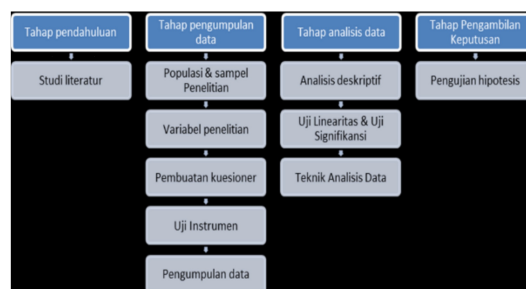 Tahap pendahuluan
Studi literatur
Tahap pengumpulan
data
Populasi & sampel
Penelitian
Variabel penelitian
Pembuatan kuesioner
Uji Instrumen
Pengumpulan data
Tahap analisis data
Analisis deskriptif
Uji Linearitas & Uji
Signifikansi
Teknik Analisis Data
Tahap Pengambilan
Keputusan
Pengujian hipotesis